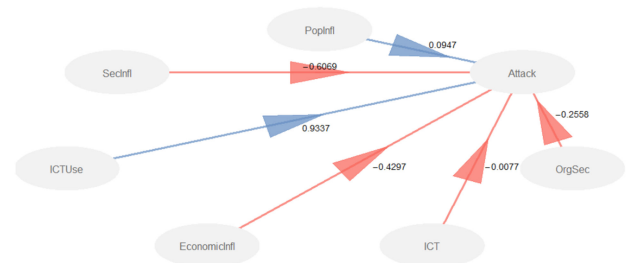 PopInfl
0.0947
SecInfl
−0.6069
Attack
−0.2558
0.9337
ICTUse
−0.4297
−0.0077
OrgSec
EconomicInfl
ICT